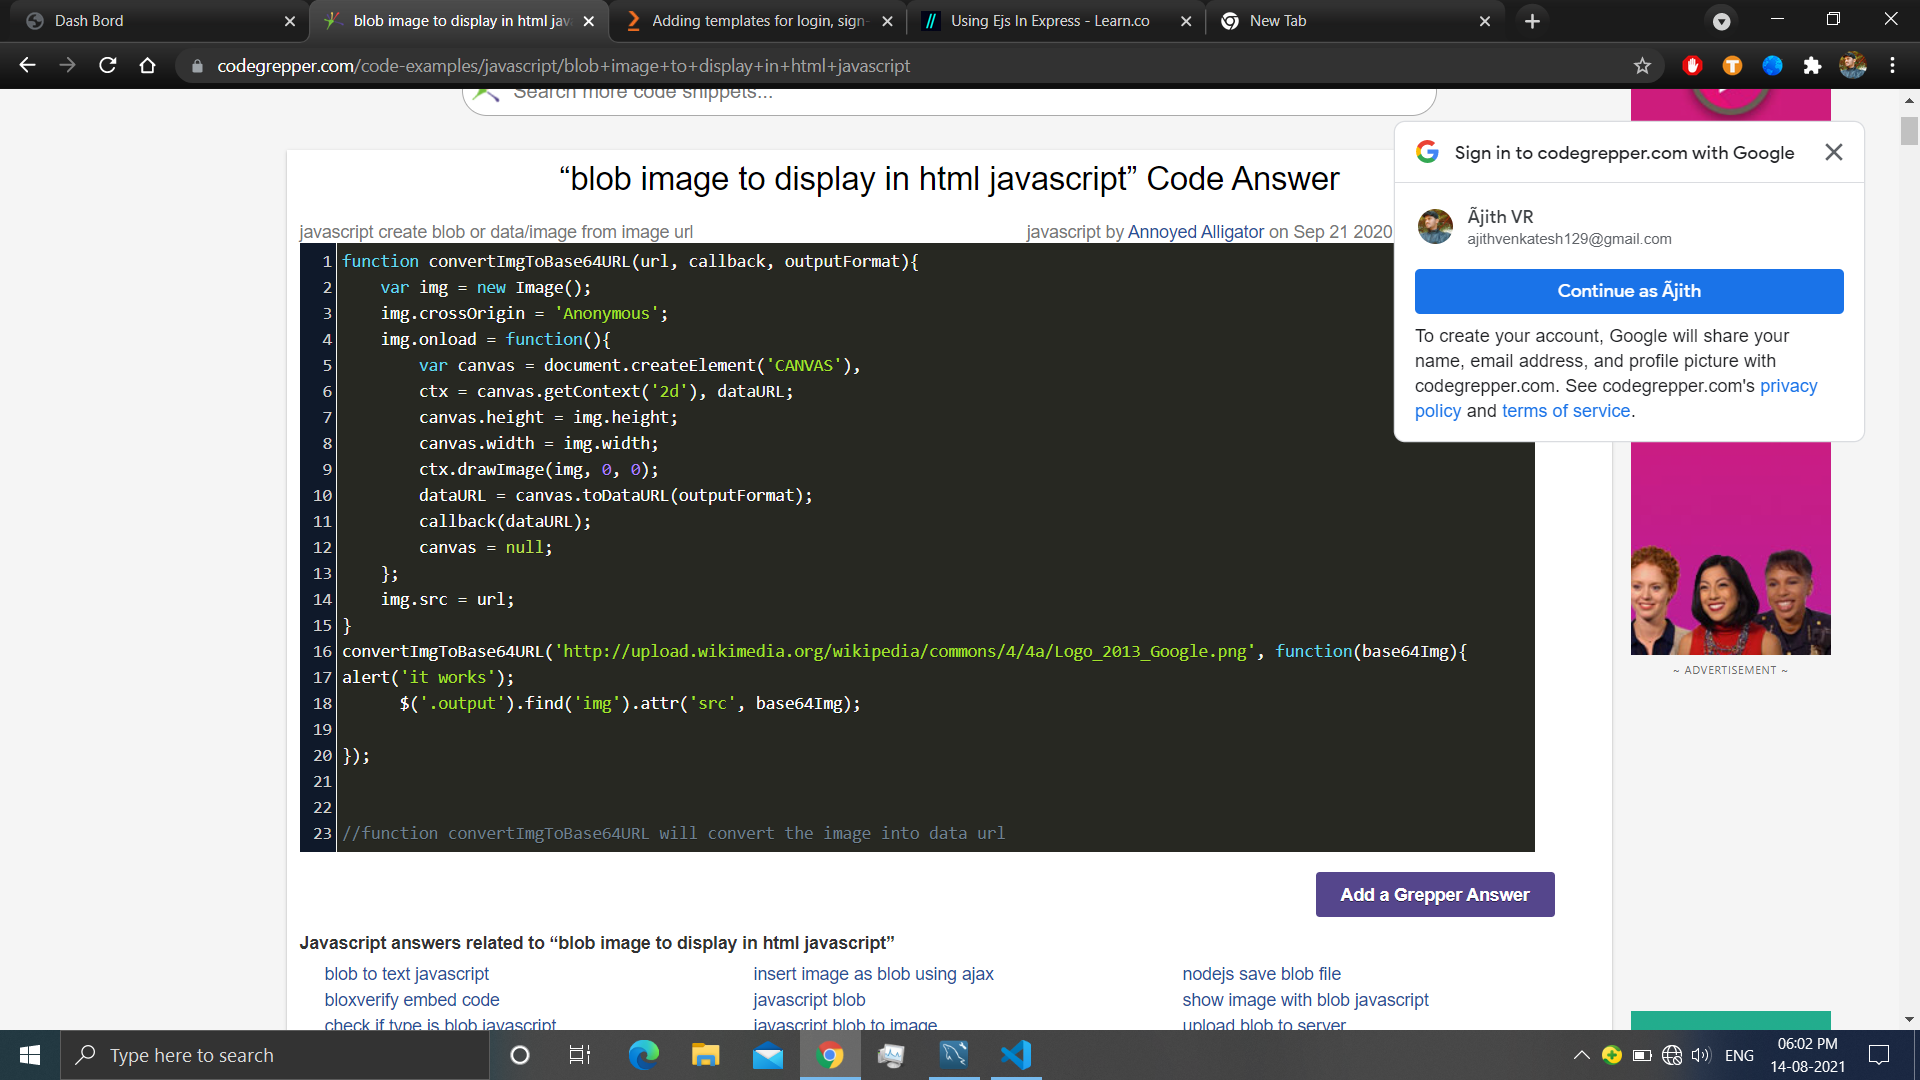 Dash Bord
blob image to display in html jav
Adding templates for login, sign-
Using Ejs In Express - Learn.co
New Tab
codegrepper.com/code-examples/javascript/blob+image+to+display+in+html+javascript
Search more code snippets...
Sign in to codegrepper.com with Google
Ãjith VR
ajithvenkatesh129@gmail.com
Continue as Ãjith
To create your account, Google will share your
name, email address, and profile picture with
codegrepper.com. See codegrepper.com's privacy
policy and terms of service.
“blob image to display in html javascript” Code Answer
javascript create blob or data/image from image url
javascript by Annoyed Alligator on Sep 21 2020
1 function convertImgToBase64URL(url, callback, outputFormat){
2 var img = new Image();
3 img.crossOrigin = 'Anonymous';
4 img.onload = function(){
5 var canvas = document.createElement('CANVAS'),
6 ctx = canvas.getContext('2d'), dataURL;
7 canvas.height = img.height;
8 canvas.width = img.width;
9 ctx.drawImage(img, 0, 0);
10 dataURL = canvas.toDataURL(outputFormat);
11 callback(dataURL);
12 canvas = null;
13 };
14 img.src = url;
15 }
16 convertImgToBase64URL('http://upload.wikimedia.org/wikipedia/commons/4/4a/Logo_2013_Google.png', function(base64Img){
17 alert('it works');
18 $('.output').find('img').attr('src', base64Img);
19
20 });
21
22
23 //function convertImgToBase64URL will convert the image into data url
~ ADVERTISEMENT ~
Add a Grepper Answer
Javascript answers related to “blob image to display in html javascript”
blob to text javascript
insert image as blob using ajax
nodejs save blob file
bloxverify embed code
javascript blob
show image with blob javascript
check if type is blob javascript
javascript blob to image
upload blob to server
Type here to search
ENG
06:02 PM
14-08-2021